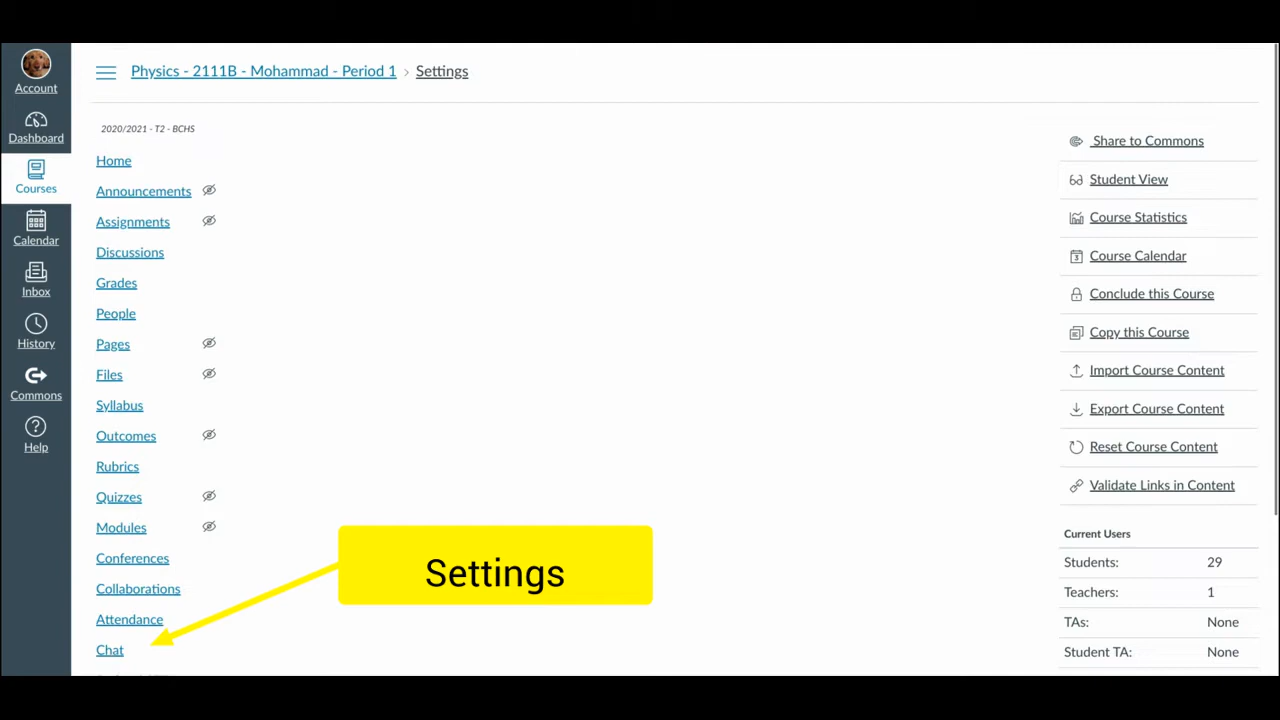 Account
Dashboard
Courses
Calendar
Inbox
History
Commons
Help
Physics - 2111B - Mohammad - Period 1 › Settings
2020/2021 - T2 - BCHS
Home
Announcements
Assignments
Discussions
Grades
People
Pages
Files
Syllabus
Outcomes
Rubrics
Quizzes
Modules
Conferences
Collaborations
Attendance
Chat
Settings
Share to Commons
Student View
Course Statistics
Course Calendar
Conclude this Course
Copy this Course
Import Course Content
Export Course Content
Reset Course Content
Validate Links in Content
Current Users
Students: 29
Teachers: 1
TAs: None
Student TA: None